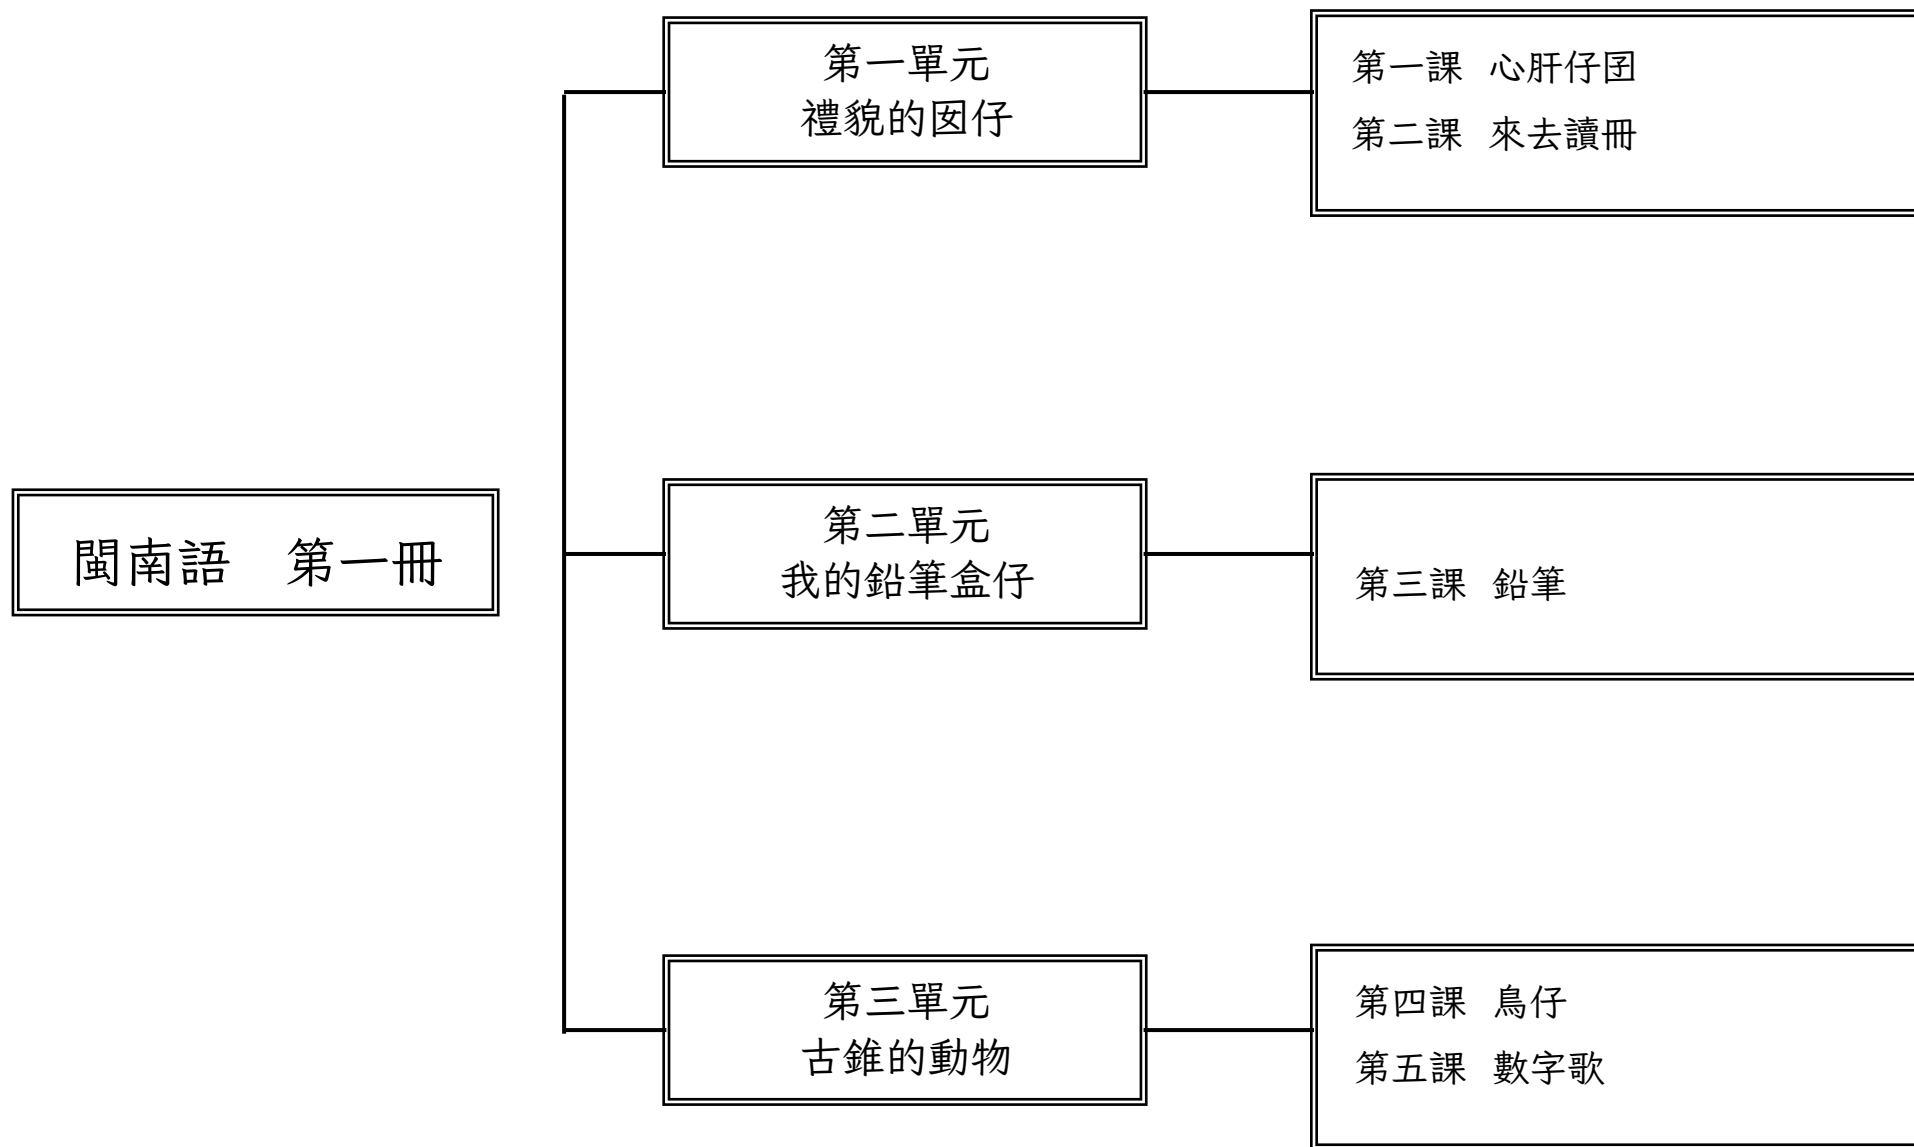 閩南語　第一冊
第一單元
禮貌的囡仔
第一課 心肝仔囝
第二課 來去讀冊
第二單元
我的鉛筆盒仔
第三課 鉛筆
第三單元
古錐的動物
第四課 鳥仔
第五課 數字歌